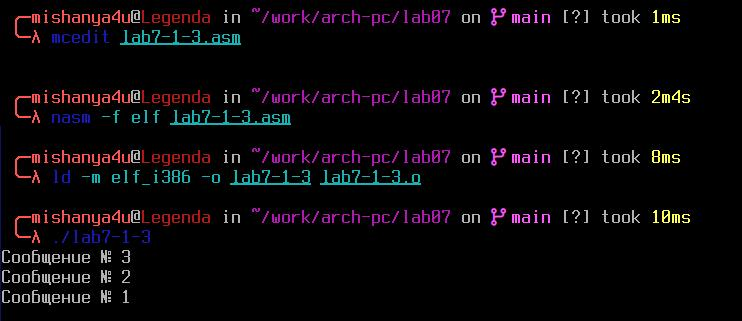 mishanya4u@Legenda in ~/work/arch-pc/lab07 on main [?] took 1ms
λ mcedit lab7-1-3.asm
mishanya4u@Legenda in ~/work/arch-pc/lab07 on main [?] took 2m4s
λ nasm -f elf lab7-1-3.asm
mishanya4u@Legenda in ~/work/arch-pc/lab07 on main [?] took 8ms
λ ld -m elf_i386 -o lab7-1-3 lab7-1-3.o
mishanya4u@Legenda in ~/work/arch-pc/lab07 on main [?] took 10ms
λ ./lab7-1-3
Сообщение № 3
Сообщение № 2
Сообщение № 1